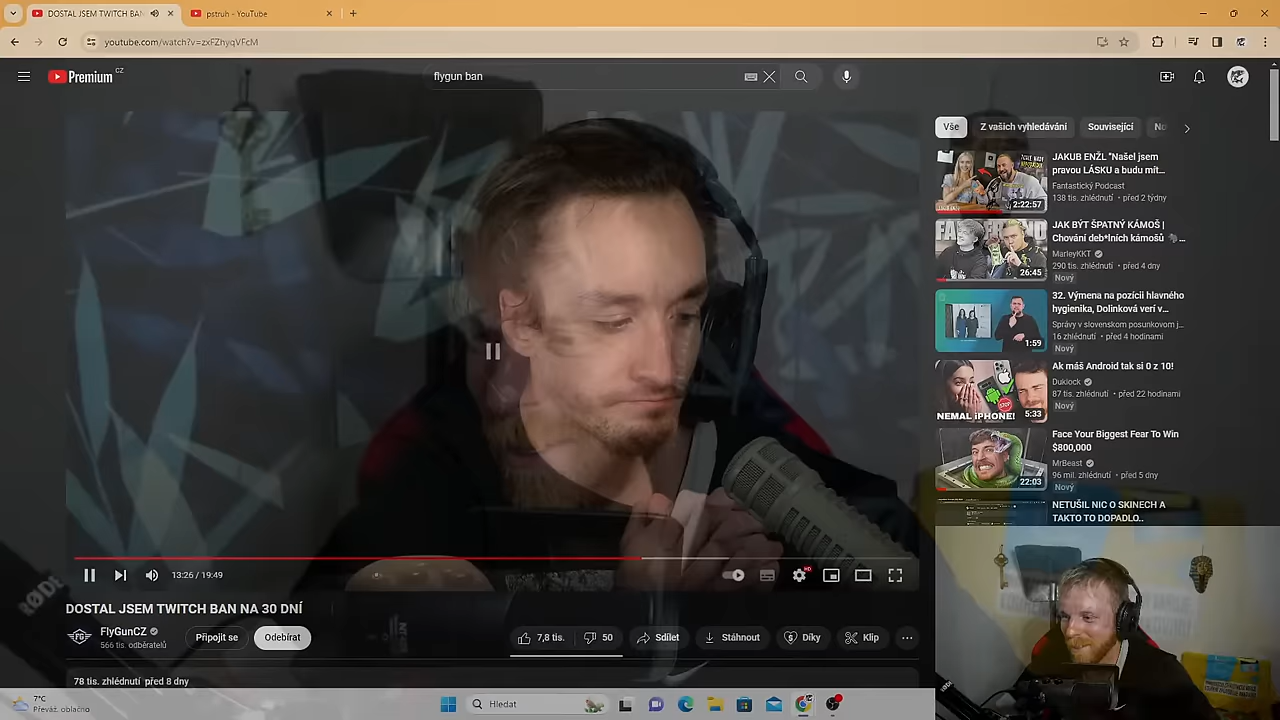 DOSTAL JSEM TWITCH BAN
pstruh - YouTube
youtube.com/watch?v=zxFZhyqVFcM
Premium CZ
flygun ban
Vše
Z vašich vyhledávání
Související
JAKUB ENŽL "Našel jsem
pravou LÁSKU a budu mít...
Fantastický Podcast
138 tis. zhlédnutí • před 2 týdny
2:22:57
JAK BÝT ŠPATNÝ KÁMOŠ |
Chování deb*lních kámošů
MarleyKKT
290 tis. zhlédnutí • před 4 dny
Nový
26:45
32. Výmena na pozícii hlavného
hygienika, Dolinková verí v...
Správy v slovenskom posunkovom j...
16 zhlédnutí • před 4 hodinami
Nový
1:59
Ak máš Android tak si 0 z 10!
Duklock
87 tis. zhlédnutí • před 22 hodinami
Nový
NEMAL iPHONE!
5:33
Face Your Biggest Fear To Win
$800,000
MrBeast
96 mil. zhlédnutí • před 5 dny
Nový
22:03
NETUŠIL NIC O SKINECH A
TAKTO TO DOPADLO..
13:26 / 19:49
HD
RØDE
DOSTAL JSEM TWITCH BAN NA 30 DNÍ
FG
FlyGunCZ
566 tis. odběratelů
Připojit se
Odebírat
7,8 tis.
50
Sdílet
Stáhnout
Díky
Klip
78 tis. zhlédnutí před 8 dny
7°C
Převáž. oblačno
Hledat